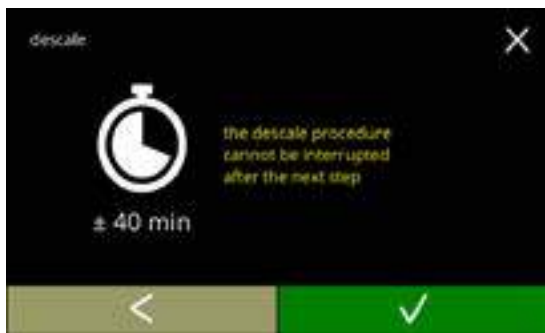 descale
the descale procedure
cannot be interrupted
after the next step
± 40 min